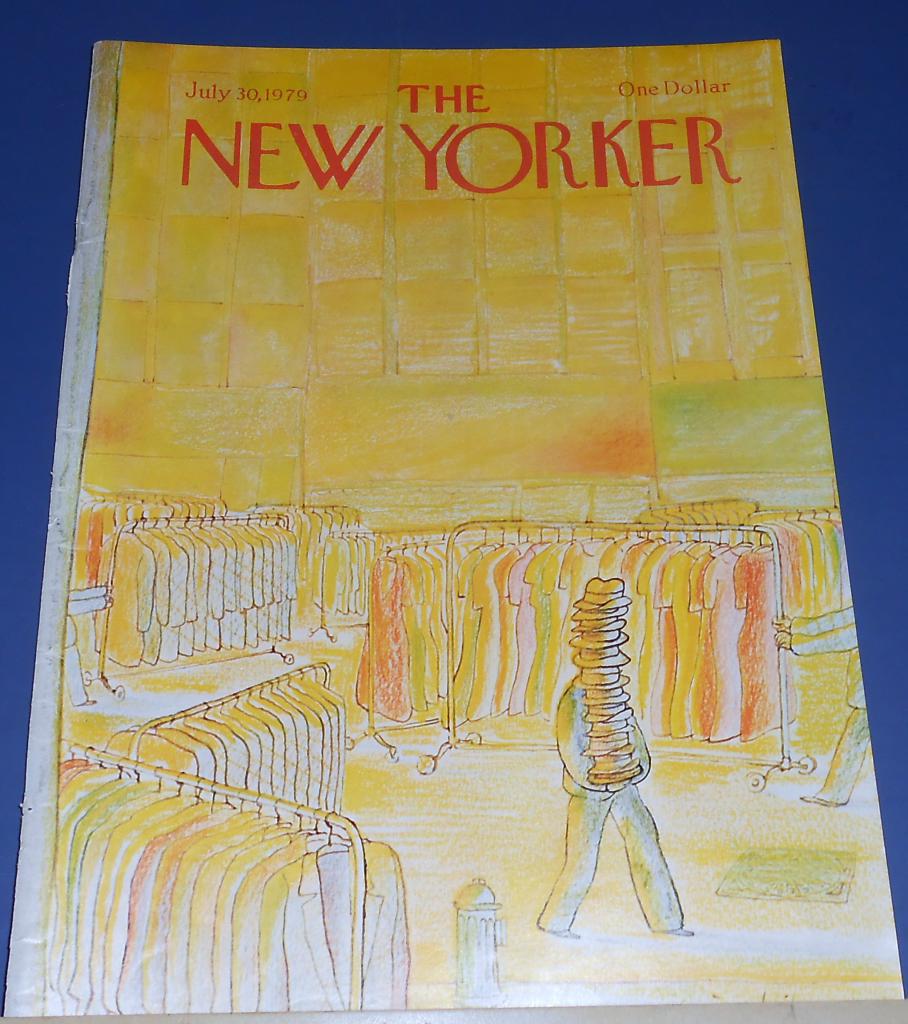 July 30, 1979
One Dollar
THE
NEW YORKER